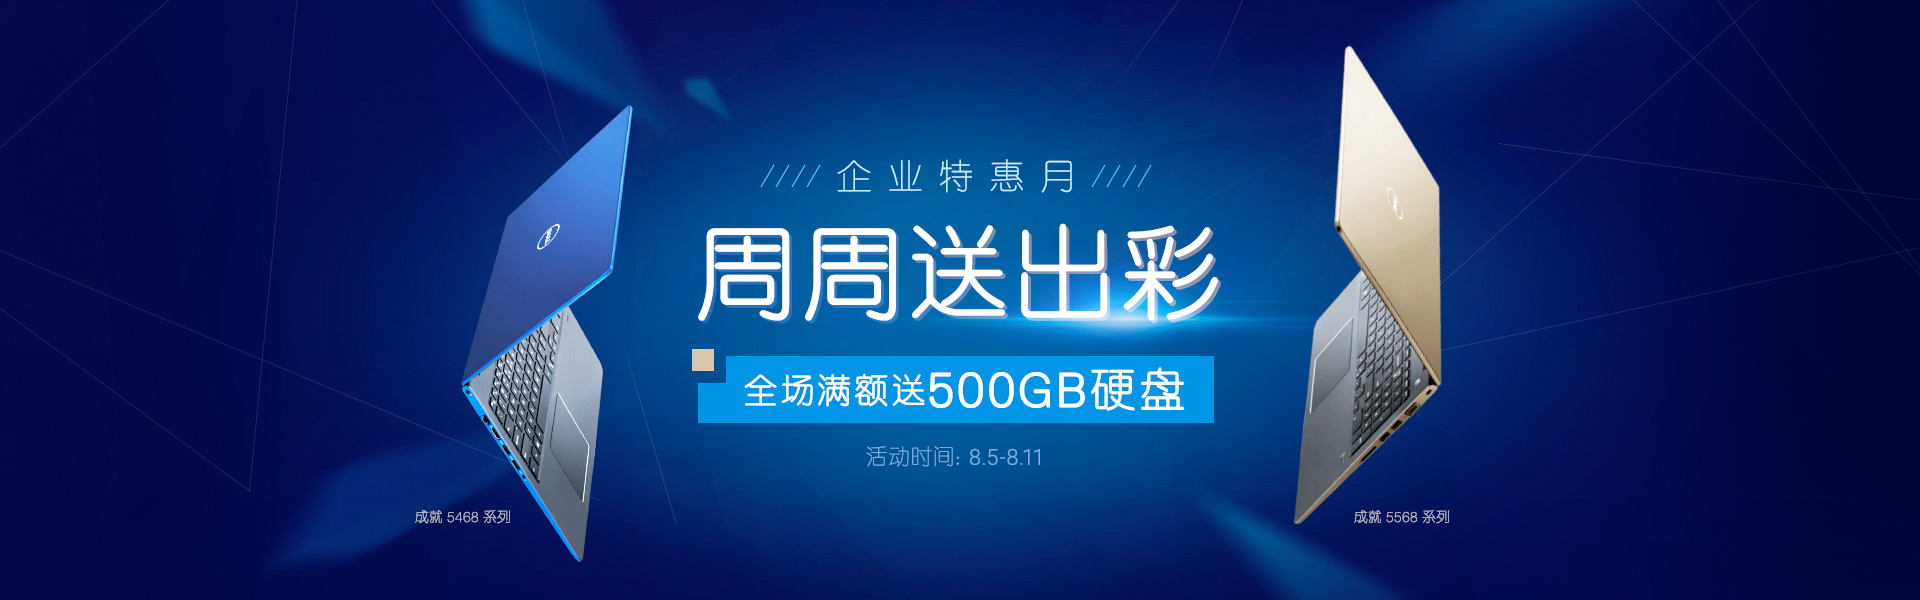 //// 企业特惠月 ////
周周送出彩
全场满额送500GB硬盘
活动时间: 8.5-8.11
成就 5468 系列
成就 5568 系列